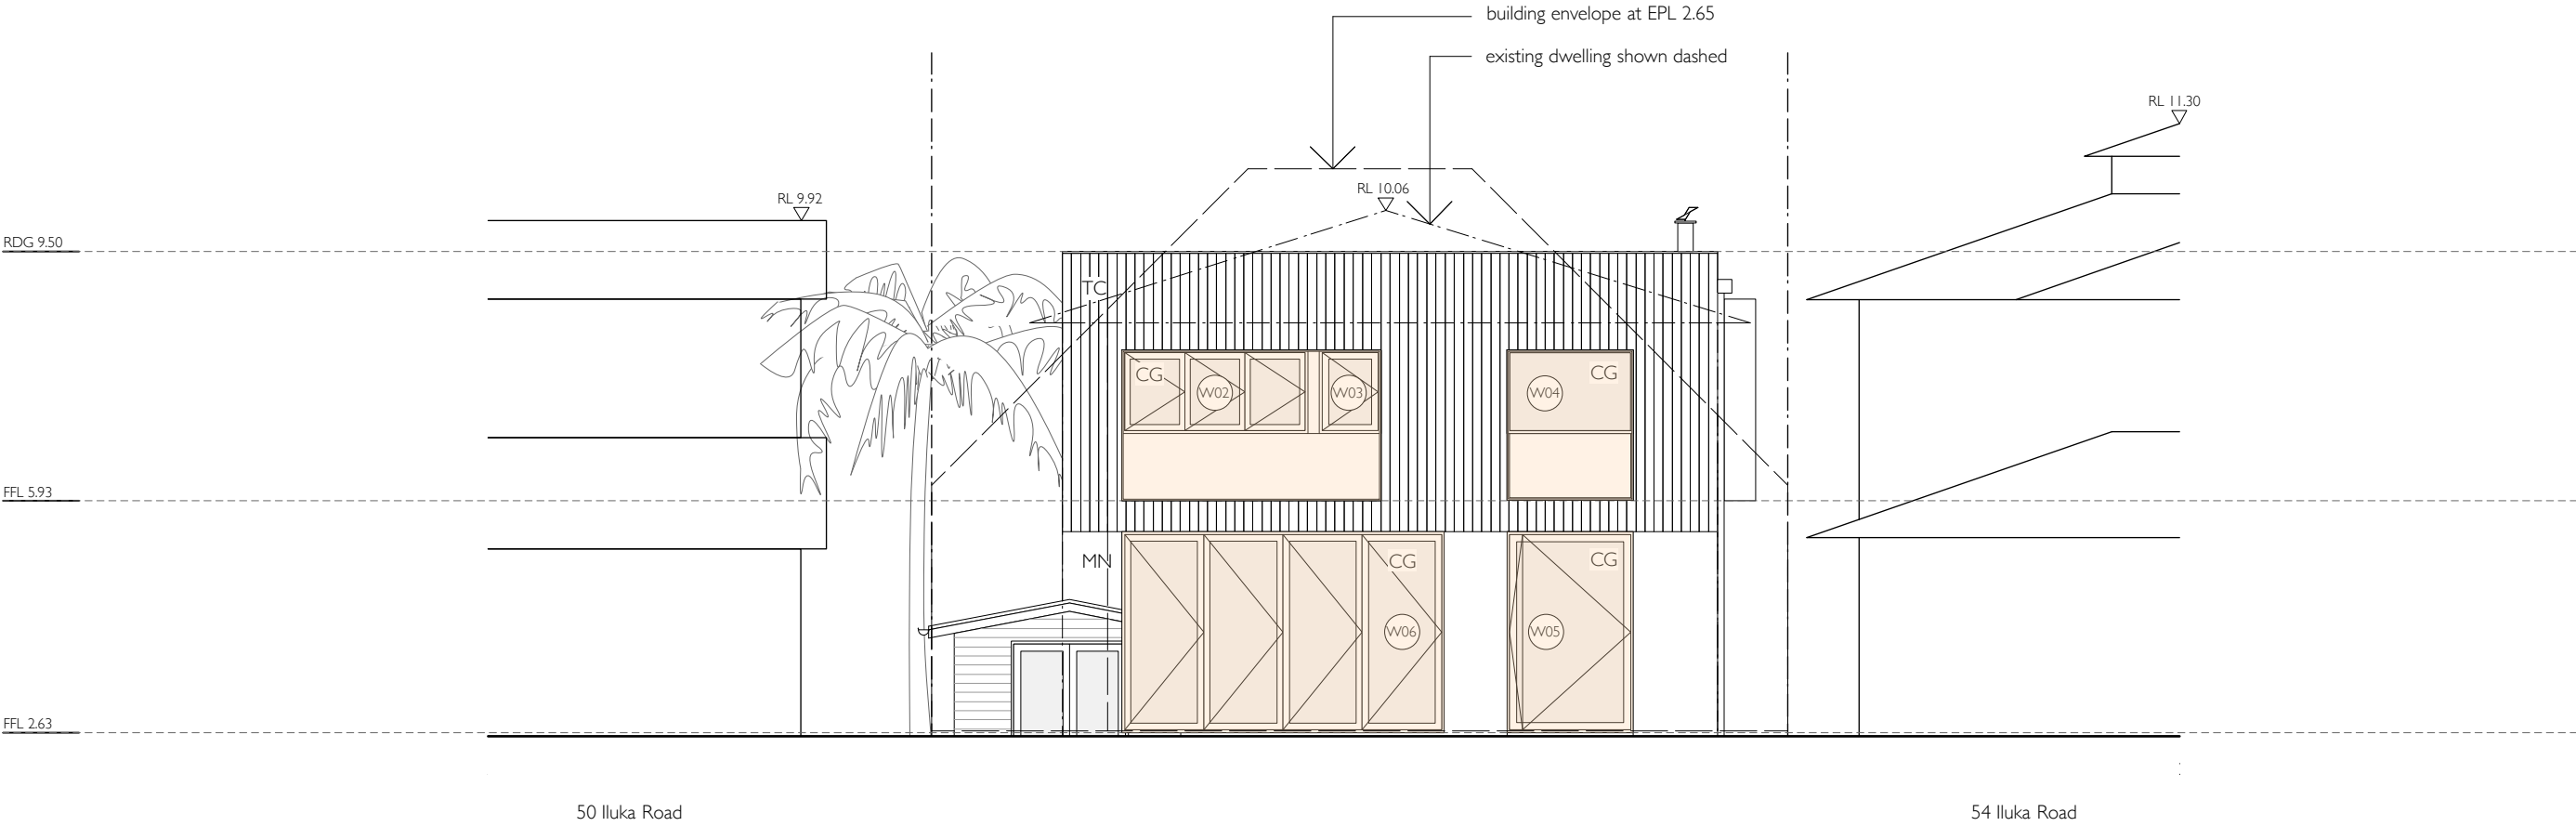 building envelope at EPL 2.65
existing dwelling shown dashed
RL 11.30
RL 10.06
RL 9.92
RDG 9.50
TC
CG
W02
W03
W04
CG
FFL 5.93
MN
CG
CG
W06
W05
FFL 2.63
50 Iluka Road
54 Iluka Road